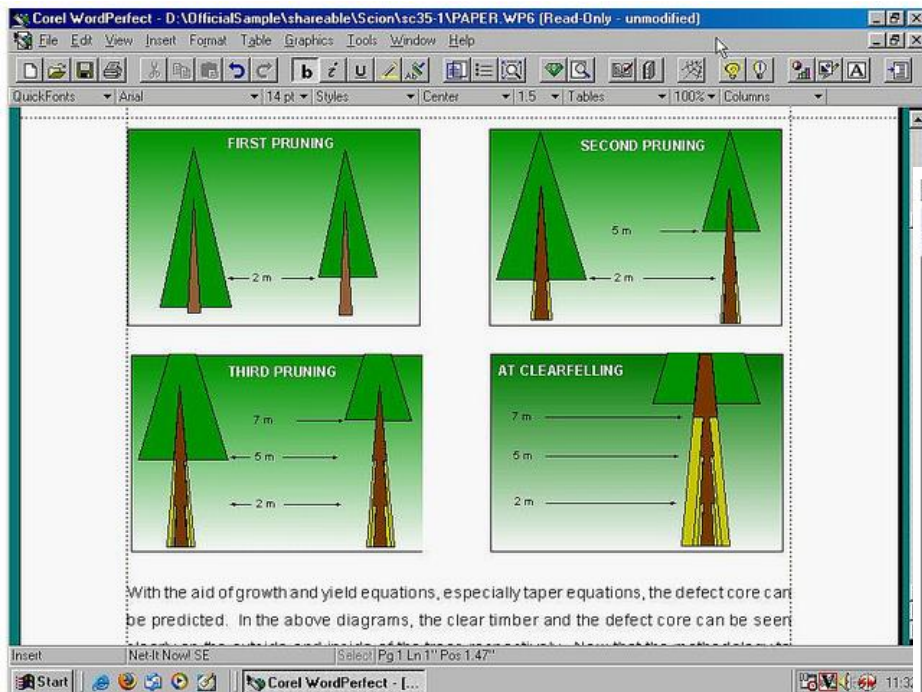 Corel WordPerfect - D:\OfficialSample\shareable\Scion\sc35-1\PAPER.WP6 (Read-Only - unmodified)
File Edit View Insert Format Table Graphics Tools Window Help
b i u A
QuickFonts Arial 14 pt Styles Center 1.5 Tables 100% Columns
FIRST PRUNING
2 m
SECOND PRUNING
5 m
2 m
THIRD PRUNING
7 m
5 m
2 m
AT CLEARFELLING
7 m
5 m
2 m
With the aid of growth and yield equations, especially taper equations, the defect core can
be predicted. In the above diagrams, the clear timber and the defect core can be seen
Insert Net-It Now! SE Select Pg 1 Ln 1" Pos 1.47"
Start Corel WordPerfect - [...